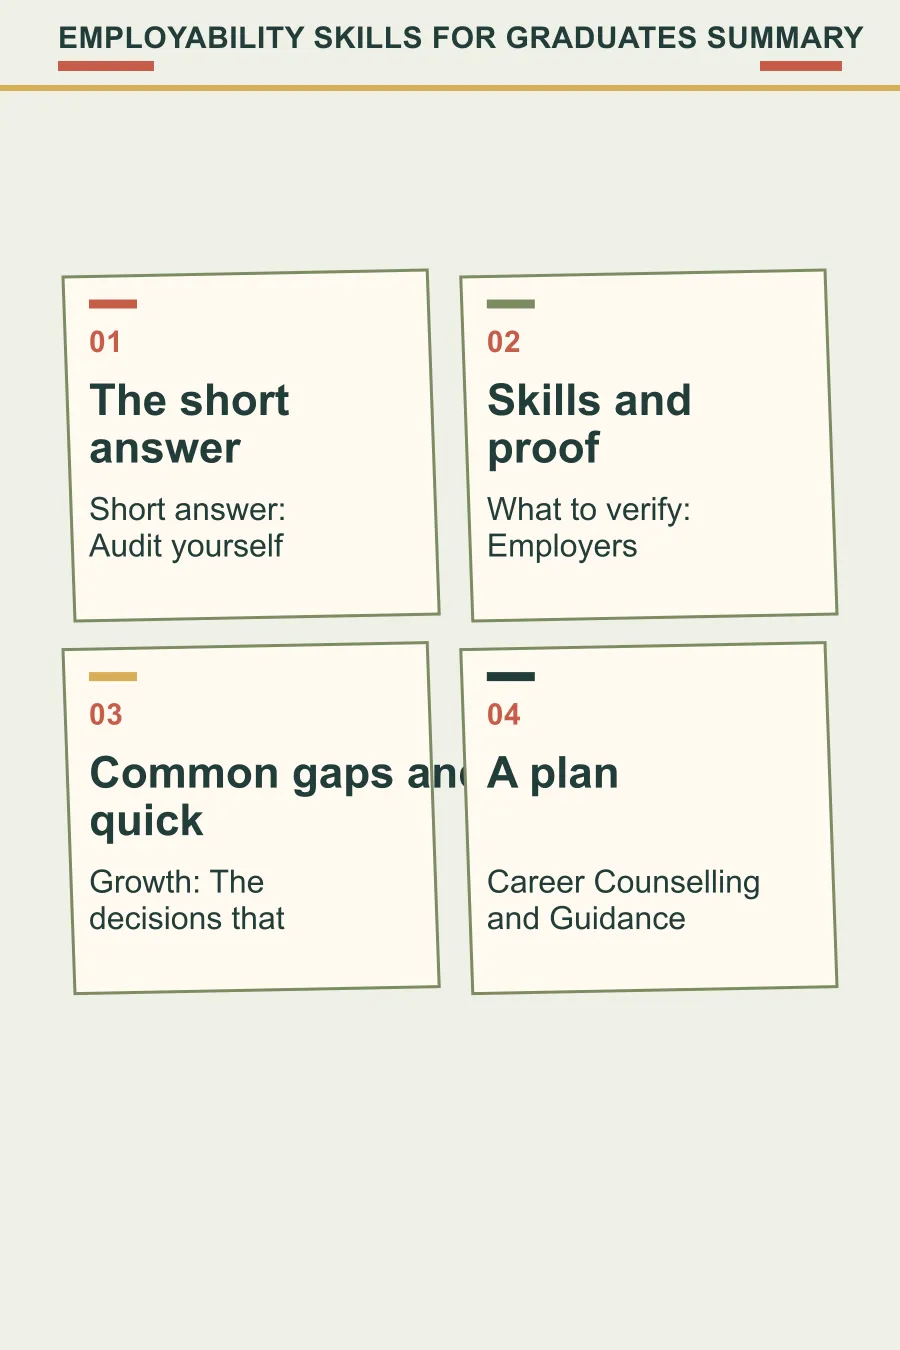 EMPLOYABILITY SKILLS FOR GRADUATES SUMMARY
01
The short
answer
Short answer:
Audit yourself
02
Skills and
proof
What to verify:
Employers
03
Common gaps and
quick
Growth: The
decisions that
04
A plan
Career Counselling
and Guidance